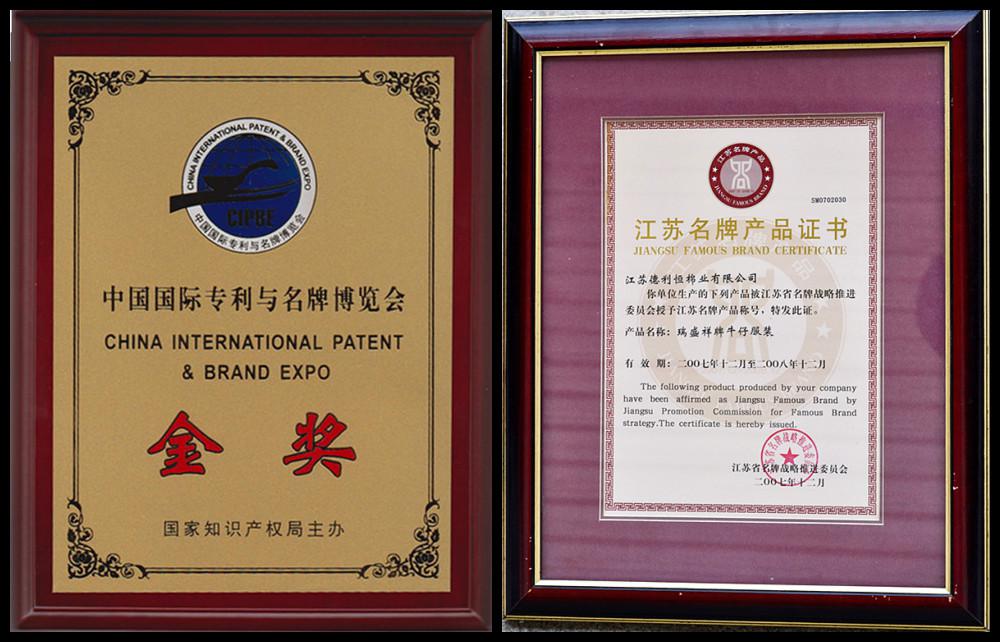 CHINA INTERNATIONAL PATENT & BRAND EXPO
CIPBE
中国国际专利与名牌博览会
中国国际专利与名牌博览会
CHINA INTERNATIONAL PATENT
& BRAND EXPO
金奖
国家知识产权局主办
江苏名牌产品
JIANGSU FAMOUS BRAND
SM0702030
江苏名牌产品证书
JIANGSU FAMOUS BRAND CERTIFICATE
江苏德利恒棉业有限公司
你单位生产的下列产品被江苏省名牌战略推进
委员会授予江苏名牌产品称号，特发此证。
产品名称：瑞盛祥牌牛仔服装
有 效 期：二〇〇七年十二月至二〇〇八年十二月
The following product produced by your company
have been affirmed as Jiangsu Famous Brand by
Jiangsu Promotion Commission for Famous Brand
strategy.The certificate is hereby issued.
江苏省名牌战略推进委员会
二〇〇七年十二月